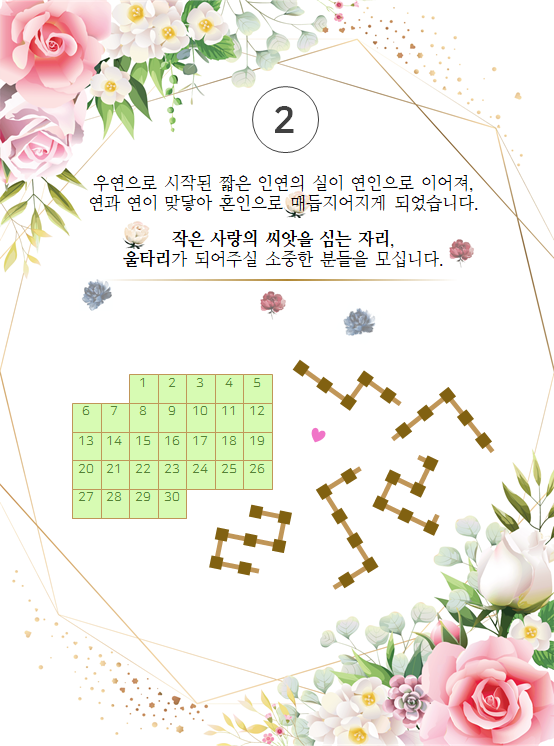 2
우연으로 시작된 짧은 인연의 실이 연인으로 이어져,
연과 연이 맞닿아 혼인으로 매듭지어지게 되었습니다.
작은 사랑의 씨앗을 심는 자리,
울타리가 되어주실 소중한 분들을 모십니다.
1 2 3 4 5
6 7 8 9 10 11 12
13 14 15 16 17 18 19
20 21 22 23 24 25 26
27 28 29 30